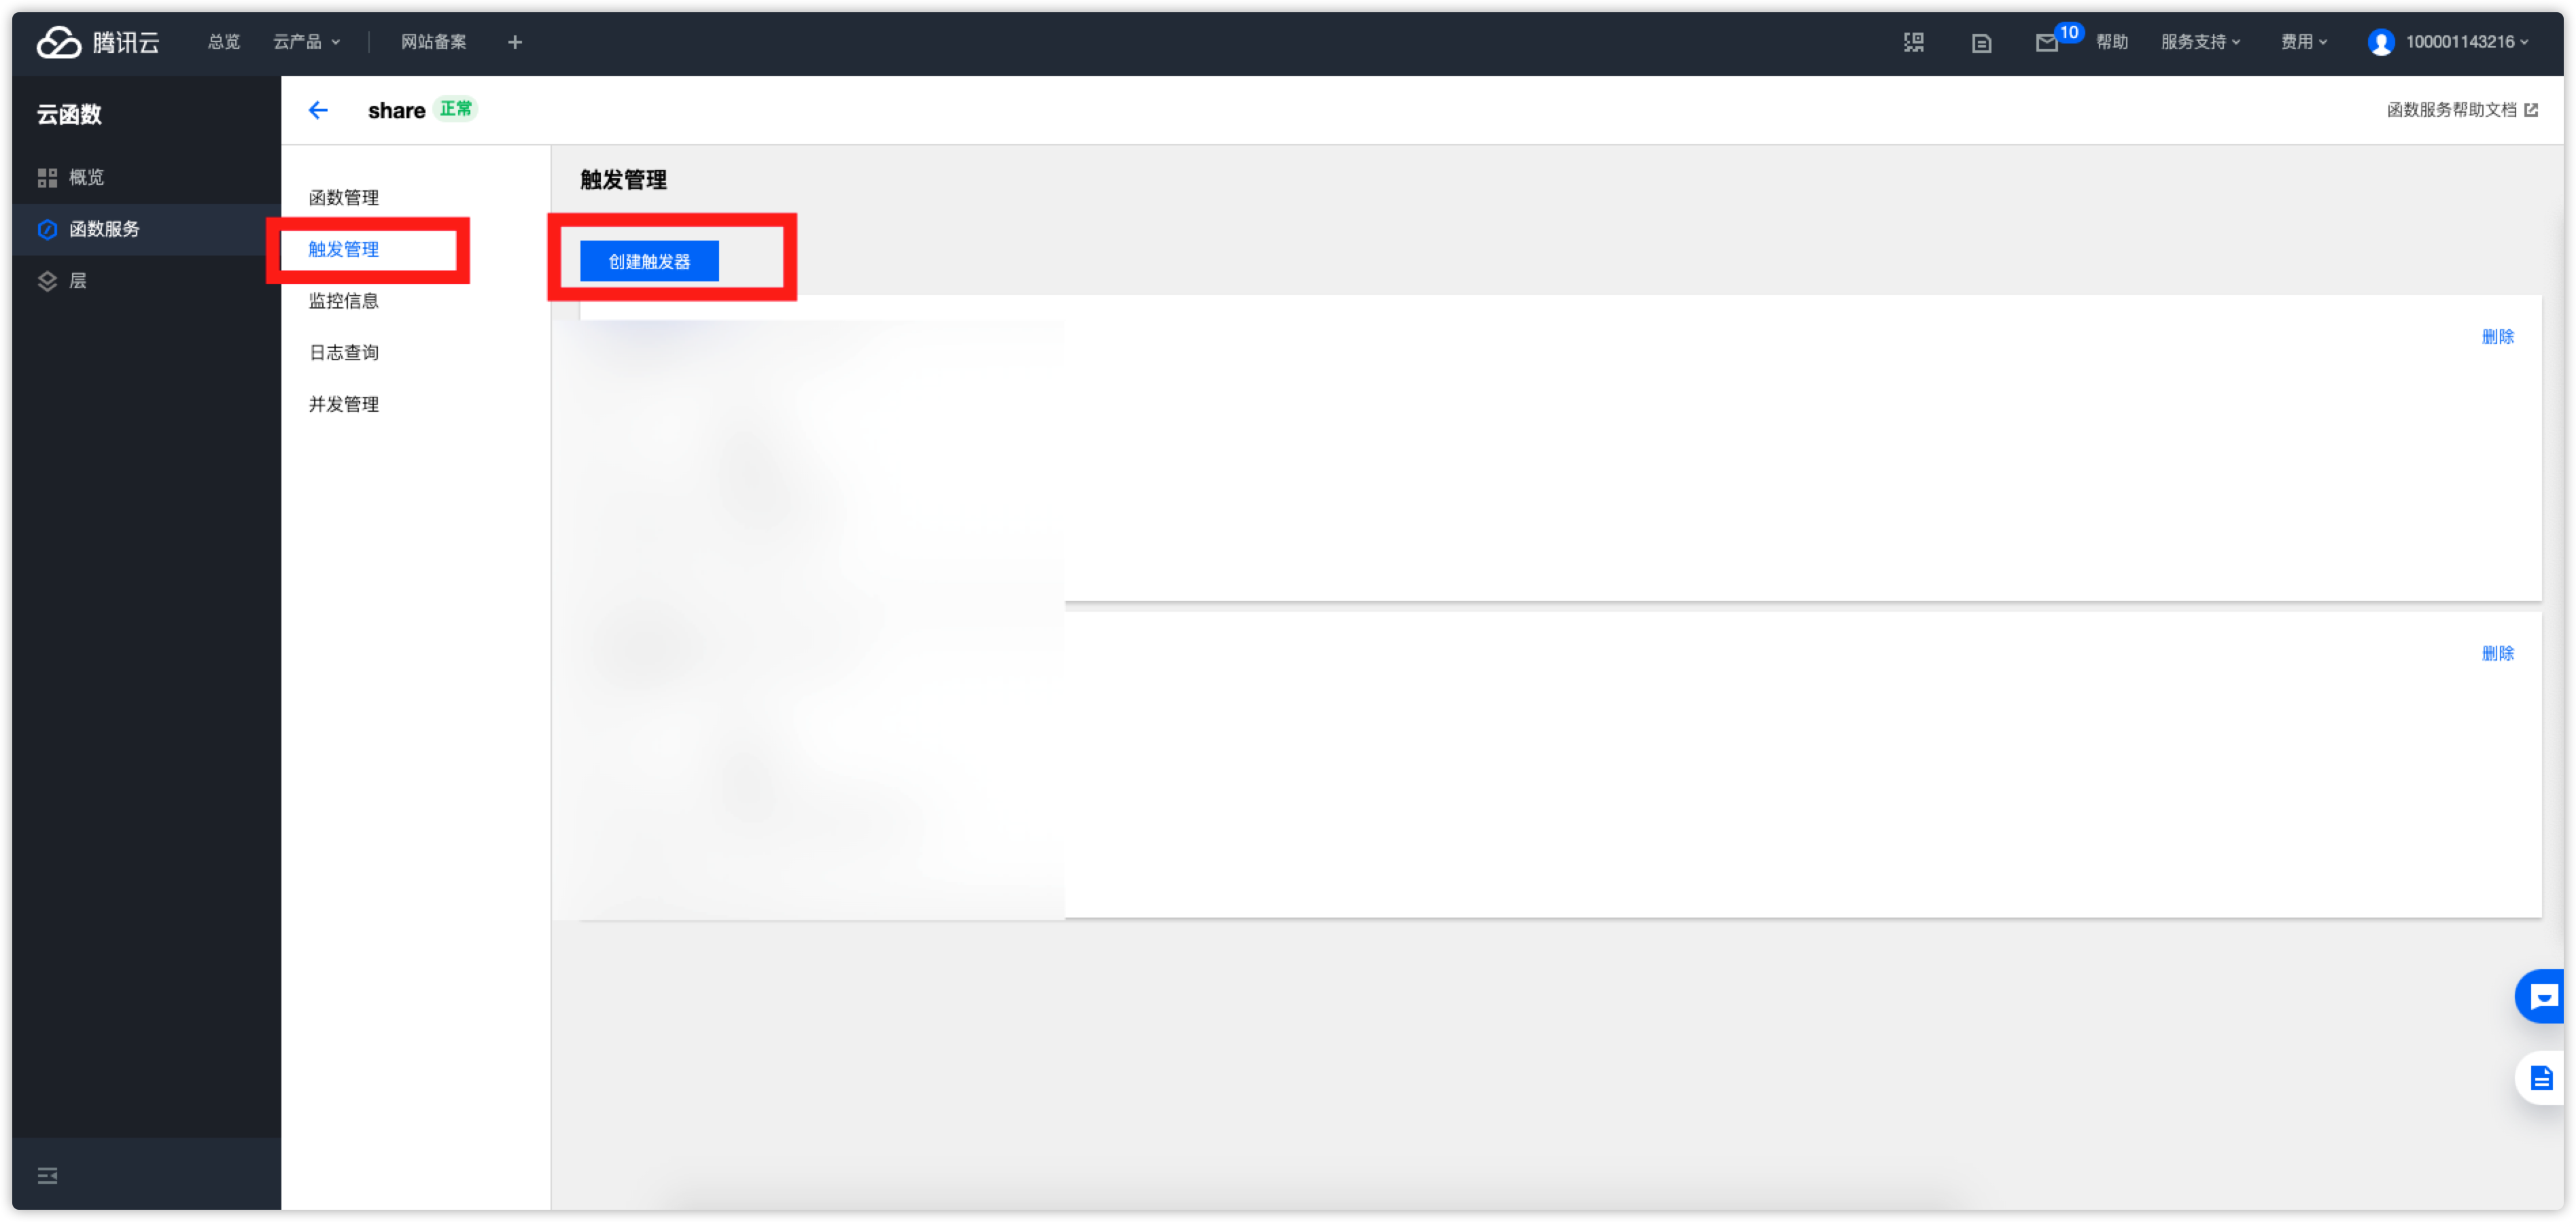 腾讯云 总览 云产品 网站备案 + 10 帮助 服务支持 费用 100001143216
云函数
share 正常
函数服务帮助文档
概览
函数服务
层
函数管理
触发管理
监控信息
日志查询
并发管理
触发管理
创建触发器
删除
删除